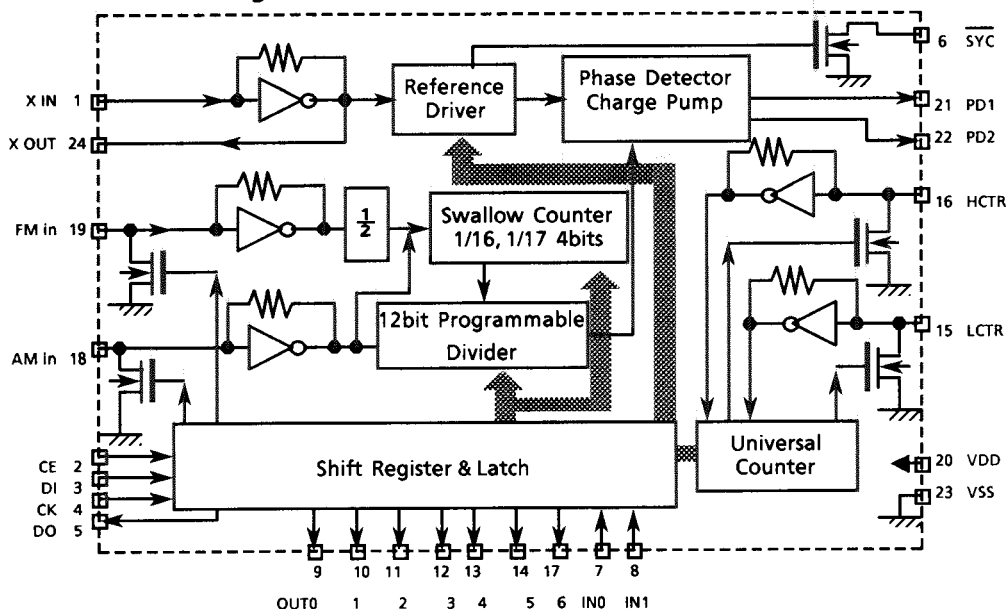 6 SYC
Reference
Driver
Phase Detector
Charge Pump
X IN 1
21 PD1
X OUT 24
22 PD2
16 HCTR
FM in 19
1/2
Swallow Counter
1/16, 1/17 4bits
12bit Programmable
Divider
15 LCTR
AM in 18
CE 2
DI 3
CK 4
DO 5
Shift Register & Latch
Universal
Counter
20 VDD
23 VSS
9 10 11 12 13 14 17 7 8
OUT0 1 2 3 4 5 6 IN0 IN1